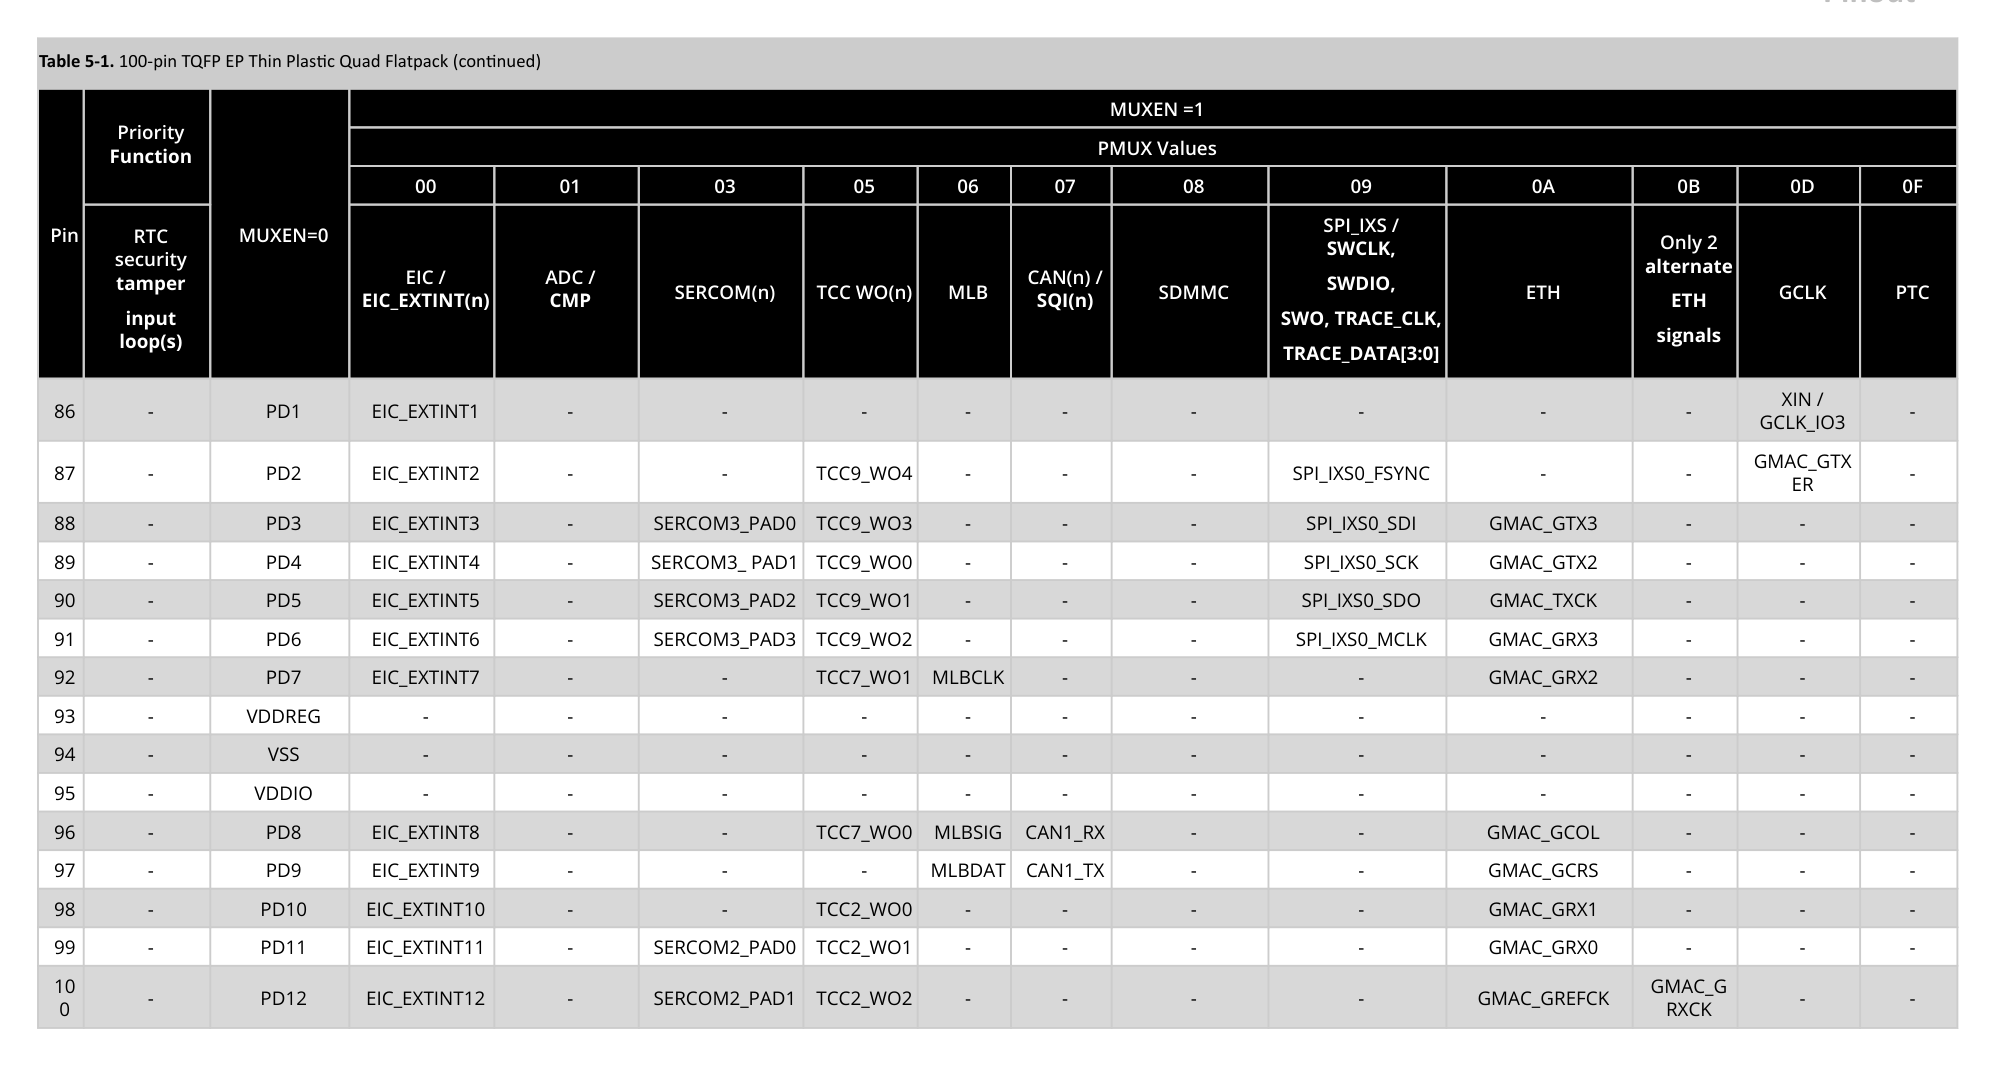 Table 5-1. 100-pin TQFP EP Thin Plastic Quad Flatpack (continued)
Pin
Priority
Function
RTC
security
tamper
input
loop(s)
MUXEN=0
MUXEN =1
PMUX Values
00 01 03 05 06 07 08 09 0A 0B 0D 0F
EIC /
EIC_EXTINT(n)
ADC /
CMP
SERCOM(n)
TCC WO(n)
MLB
CAN(n) /
SQI(n)
SDMMC
SPI_IXS /
SWCLK,
SWDIO,
SWO, TRACE_CLK,
TRACE_DATA[3:0]
ETH
Only 2
alternate
ETH
signals
GCLK
PTC
86 - PD1 EIC_EXTINT1 - - - - - - - - - XIN /
GCLK_IO3 -
87 - PD2 EIC_EXTINT2 - - TCC9_WO4 - - - SPI_IXS0_FSYNC - - GMAC_GTX
ER -
88 - PD3 EIC_EXTINT3 - SERCOM3_PAD0 TCC9_WO3 - - - SPI_IXS0_SDI GMAC_GTX3 - - -
89 - PD4 EIC_EXTINT4 - SERCOM3_ PAD1 TCC9_WO0 - - - SPI_IXS0_SCK GMAC_GTX2 - - -
90 - PD5 EIC_EXTINT5 - SERCOM3_PAD2 TCC9_WO1 - - - SPI_IXS0_SDO GMAC_TXCK - - -
91 - PD6 EIC_EXTINT6 - SERCOM3_PAD3 TCC9_WO2 - - - SPI_IXS0_MCLK GMAC_GRX3 - - -
92 - PD7 EIC_EXTINT7 - - TCC7_WO1 MLBCLK - - - GMAC_GRX2 - - -
93 - VDDREG - - - - - - - - - - - -
94 - VSS - - - - - - - - - - - -
95 - VDDIO - - - - - - - - - - - -
96 - PD8 EIC_EXTINT8 - - TCC7_WO0 MLBSIG CAN1_RX - - GMAC_GCOL - - -
97 - PD9 EIC_EXTINT9 - - - MLBDAT CAN1_TX - - GMAC_GCRS - - -
98 - PD10 EIC_EXTINT10 - - TCC2_WO0 - - - - GMAC_GRX1 - - -
99 - PD11 EIC_EXTINT11 - SERCOM2_PAD0 TCC2_WO1 - - - - GMAC_GRX0 - - -
10
0 - PD12 EIC_EXTINT12 - SERCOM2_PAD1 TCC2_WO2 - - - - GMAC_GREFCK GMAC_G
RXCK - -